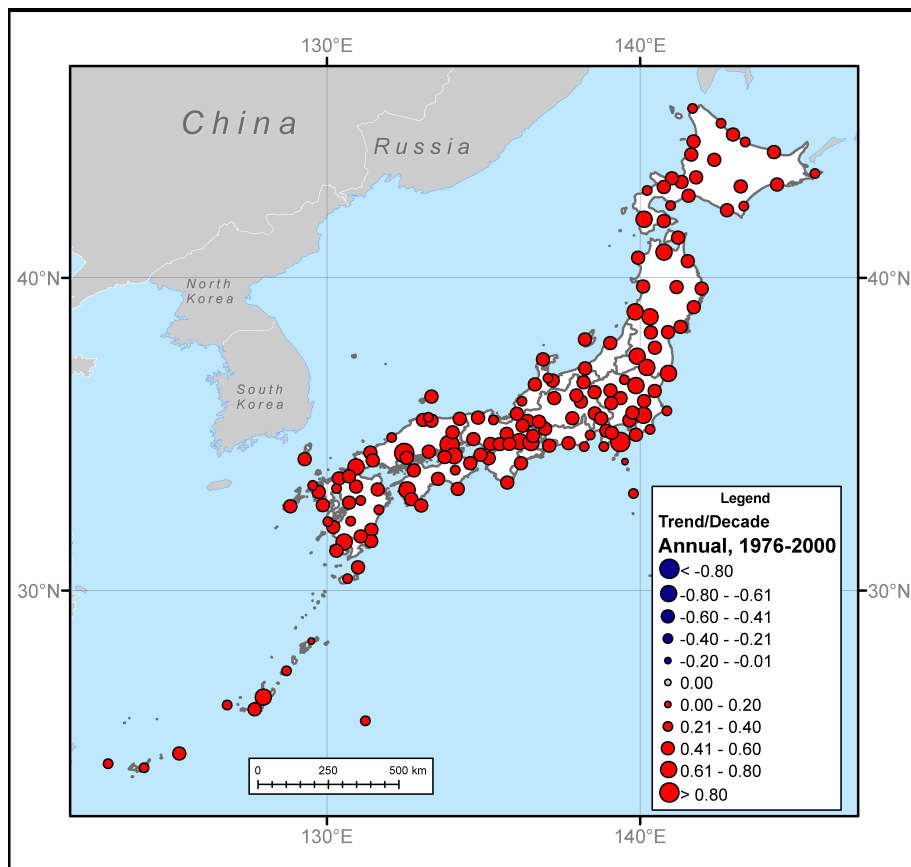 130°E 140°E
China
Russia
40°N 40°N
North
Korea
South
Korea
Legend
Trend/Decade
Annual, 1976-2000
< -0.80
-0.80 - -0.61
-0.60 - -0.41
-0.40 - -0.21
-0.20 - -0.01
0.00
0.00 - 0.20
0.21 - 0.40
0.41 - 0.60
0.61 - 0.80
> 0.80
30°N 30°N
0 250 500 km
130°E 140°E